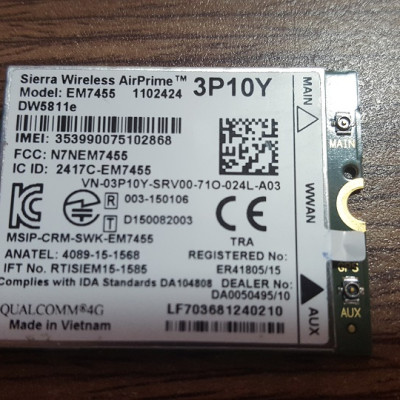 Sierra Wireless AirPrime™ 3P10Y
Model: EM7455 1102424
DW5811e
IMEI: 353990075102868
FCC: N7NEM7455
IC ID: 2417C-EM7455
VN-03P10Y-SRV00-71O-024L-A03
R 003-150106
T D150082003
MSIP-CRM-SWK-EM7455
ANATEL: 4089-15-1568
IFT No. RTISIEM15-1585
TRA
REGISTERED No:
ER41805/15
Complies with IDA Standards DA104808
DEALER No:
DA0050495/10
QUALCOMM®4G
Made in Vietnam
LF703681240210
MAIN
WWAN
AUX
MAIN
AUX